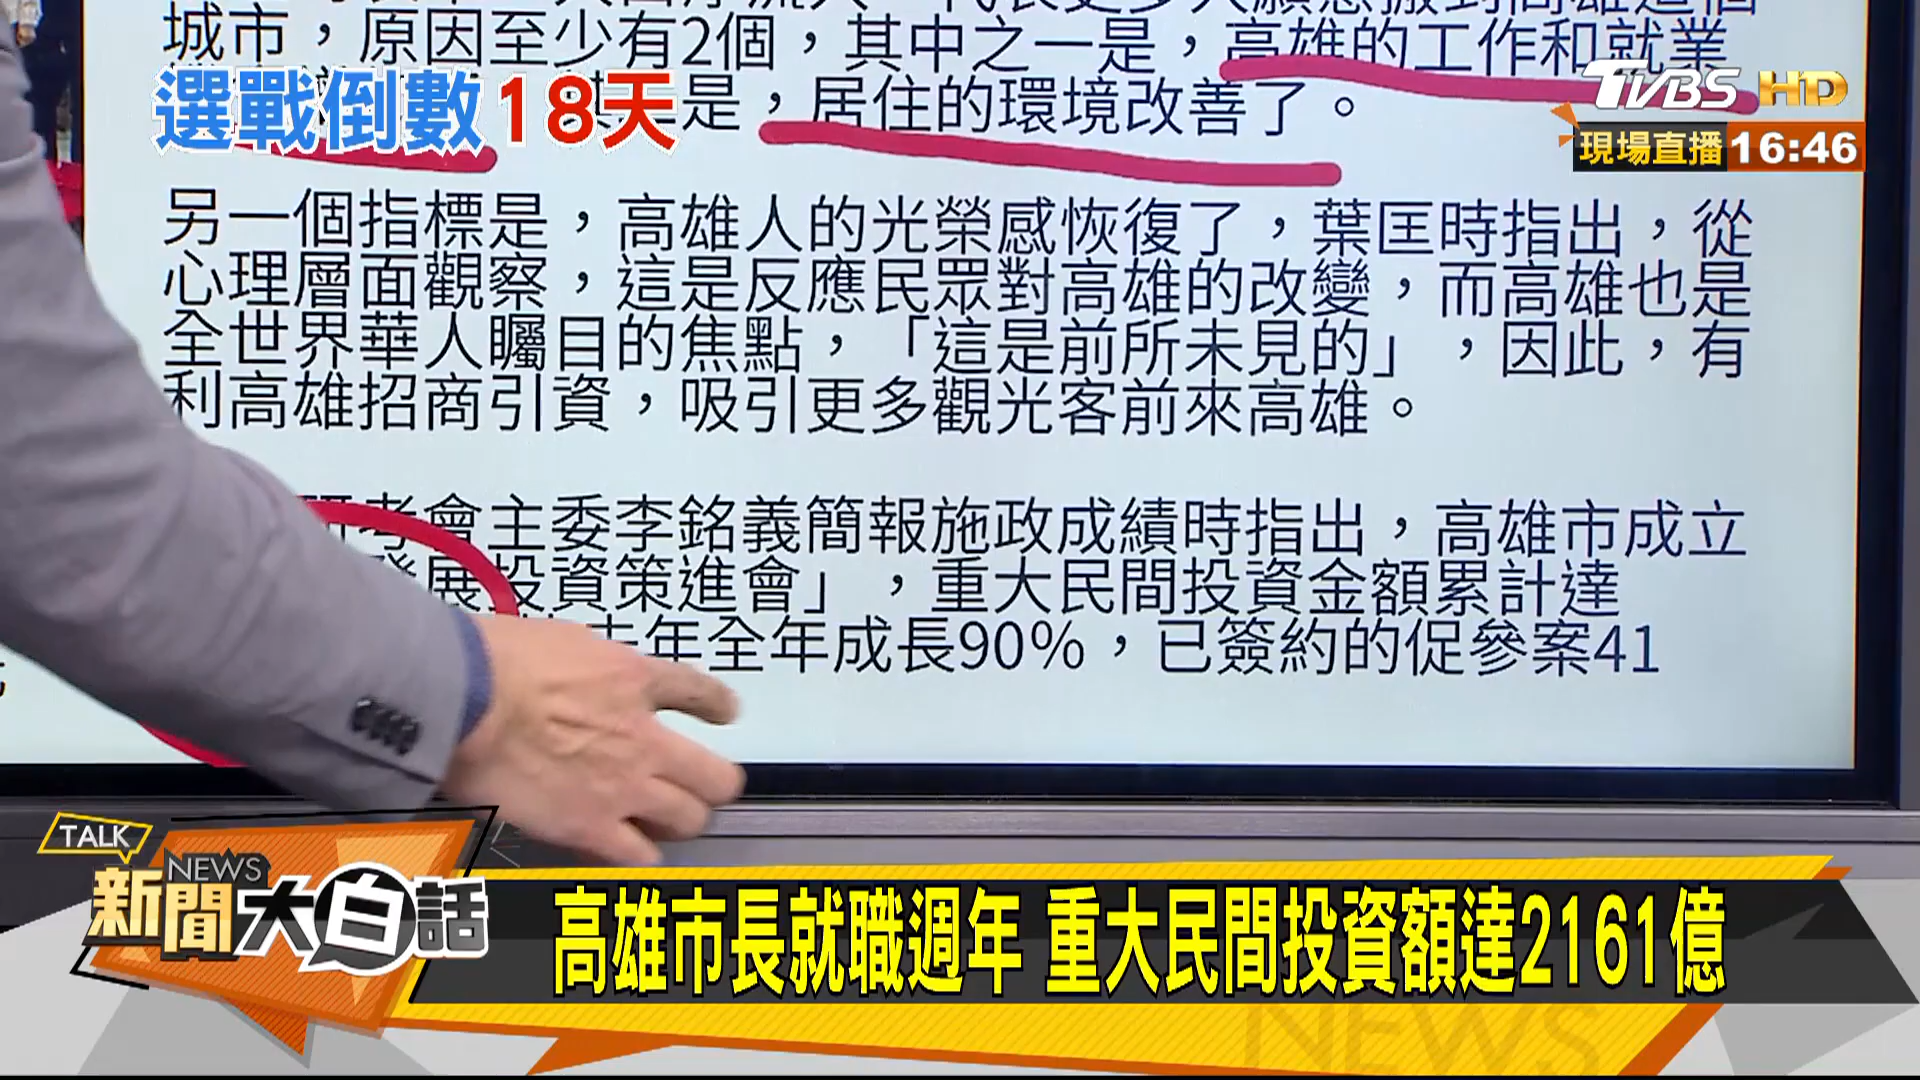 城市，原因至少有2個，其中之一是，高雄的工作和就業
是，居住的環境改善了。
選戰倒數18天
TVBS HD
現場直播 16:46
另一個指標是，高雄人的光榮感恢復了，葉匡時指出，從
心理層面觀察，這是反應民眾對高雄的改變，而高雄也是
全世界華人矚目的焦點，「這是前所未見的」，因此，有
利高雄招商引資，吸引更多觀光客前來高雄。
研考會主委李銘義簡報施政成績時指出，高雄市成立
發展投資策進會」，重大民間投資金額累計達
去年全年成長90%，已簽約的促參案41
TALK
NEWS
新聞大白話
高雄市長就職週年 重大民間投資額達2161億
NEWS